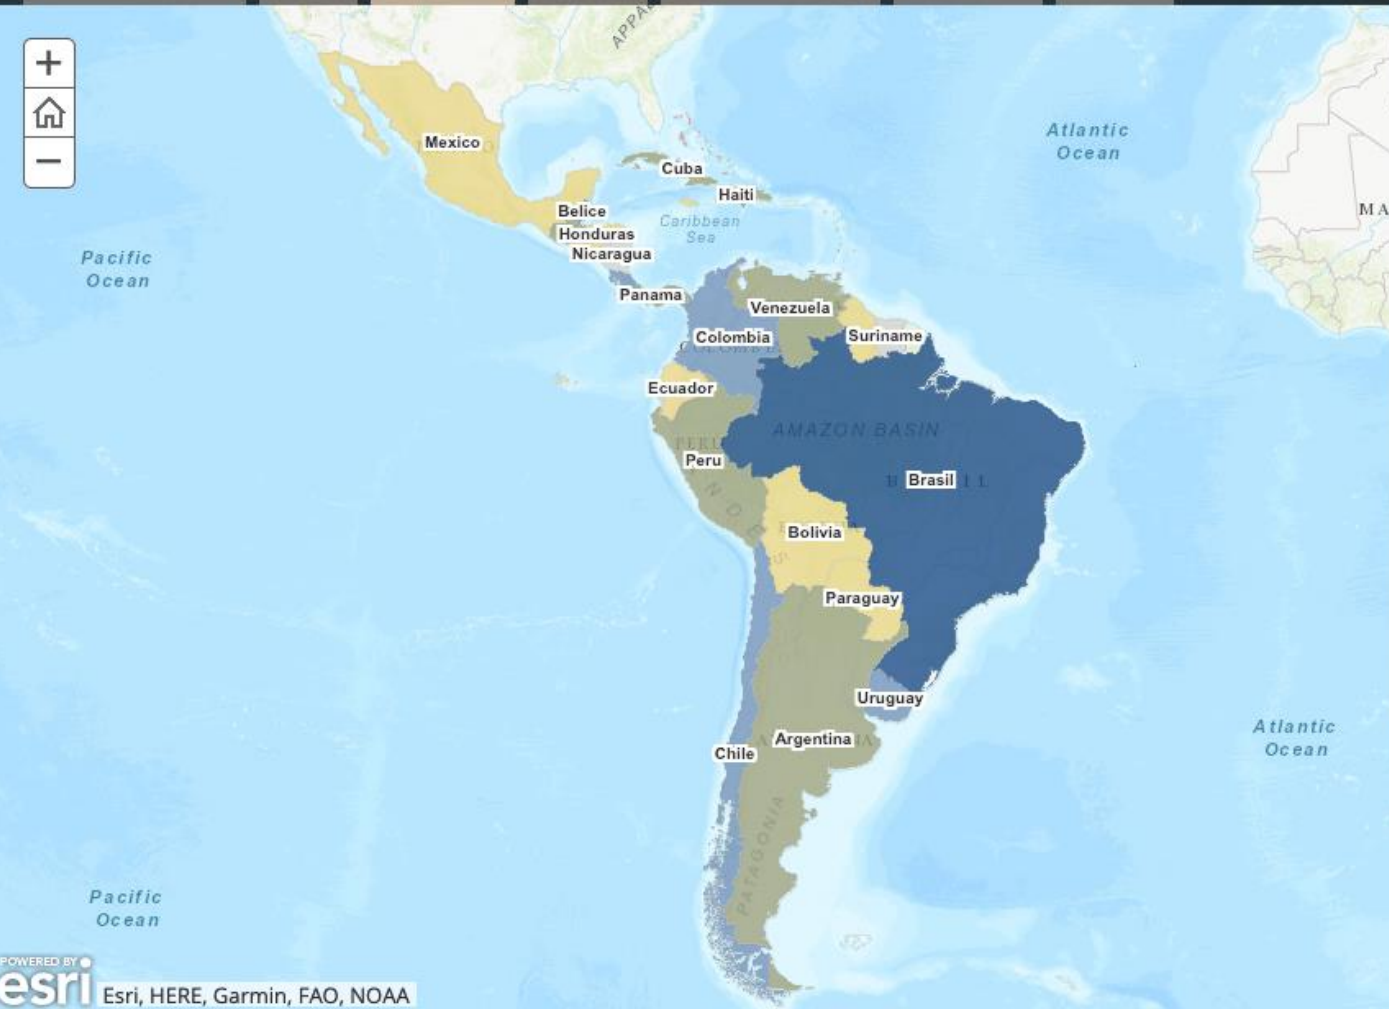 APPA
+
−
Atlantic
Ocean
Mexico
Cuba
Haiti
MA
Belice
Caribbean
Sea
Honduras
Nicaragua
Pacific
Ocean
Panama
Venezuela
Colombia
Suriname
Ecuador
AMAZON BASIN
PERU
Peru
Brasil
Bolivia
Paraguay
Uruguay
Atlantic
Ocean
Argentina
Chile
PATAGONIA
Pacific
Ocean
POWERED BY
esri
Esri, HERE, Garmin, FAO, NOAA